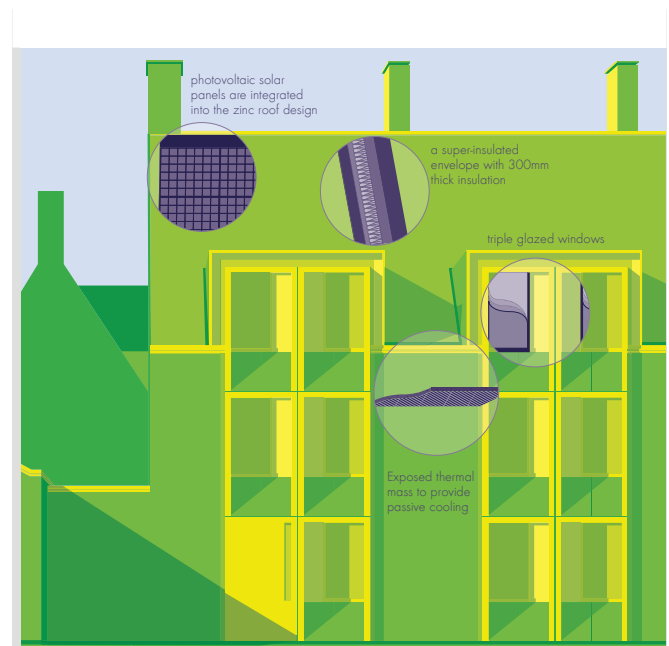 photovoltaic solar
panels are integrated
into the zinc roof design
a super-insulated
envelope with 300mm
thick insulation
triple glazed windows
Exposed thermal
mass to provide
passive cooling